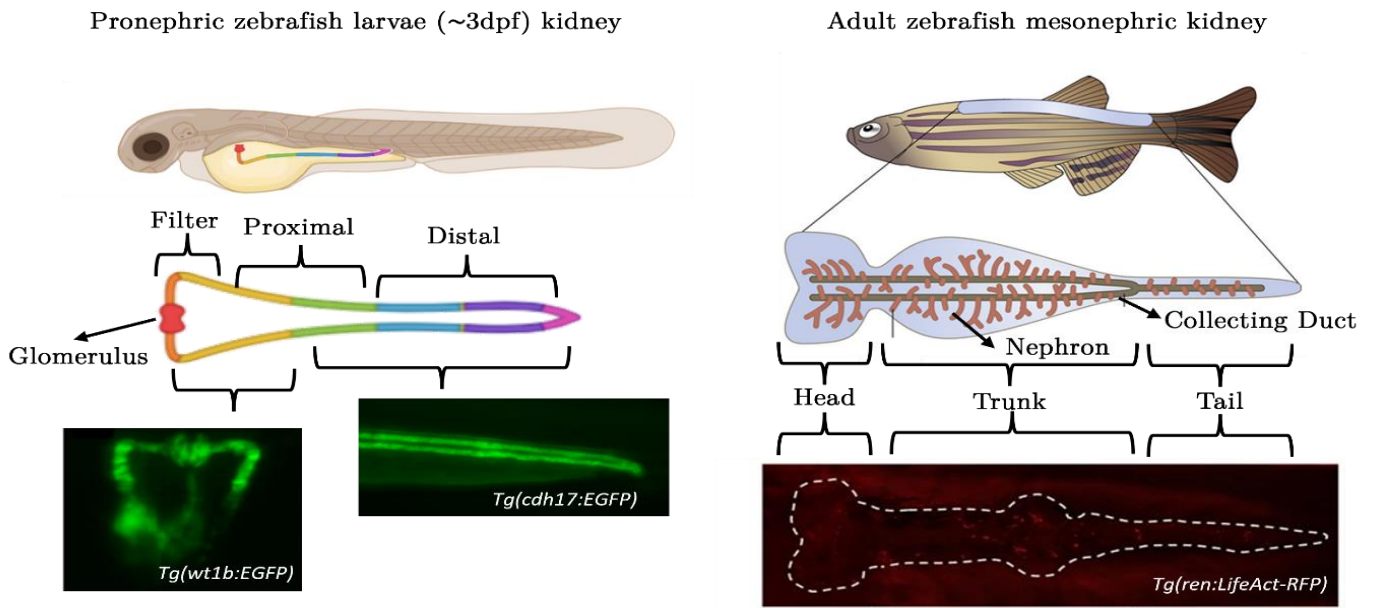 Pronephric zebrafish larvae (~3dpf) kidney
Filter
Proximal
Distal
Glomerulus
Tg(wt1b:EGFP)
Tg(cdh17:EGFP)
Adult zebrafish mesonephric kidney
Collecting Duct
Nephron
Head
Trunk
Tail
Tg(ren:LifeAct-RFP)